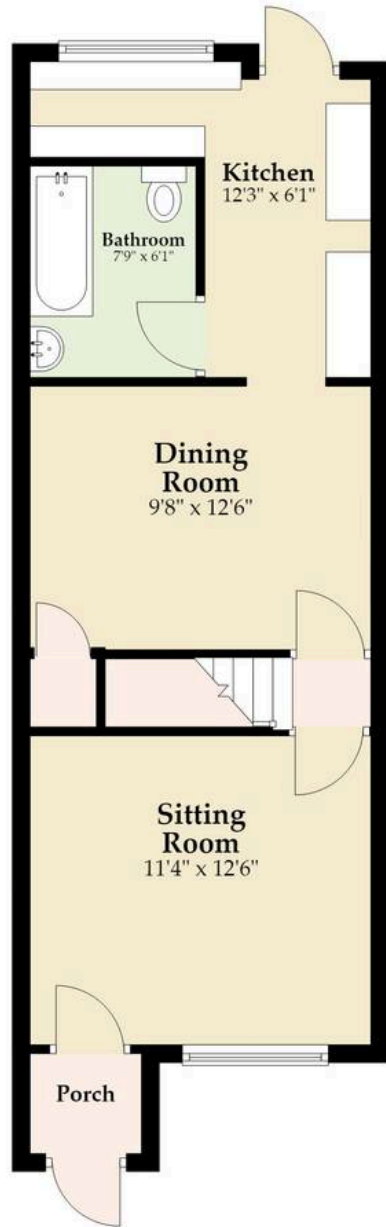 Kitchen
12'3" x 6'1"
Bathroom
7'9" x 6'1"
Dining
Room
9'8" x 12'6"
Sitting
Room
11'4" x 12'6"
Porch